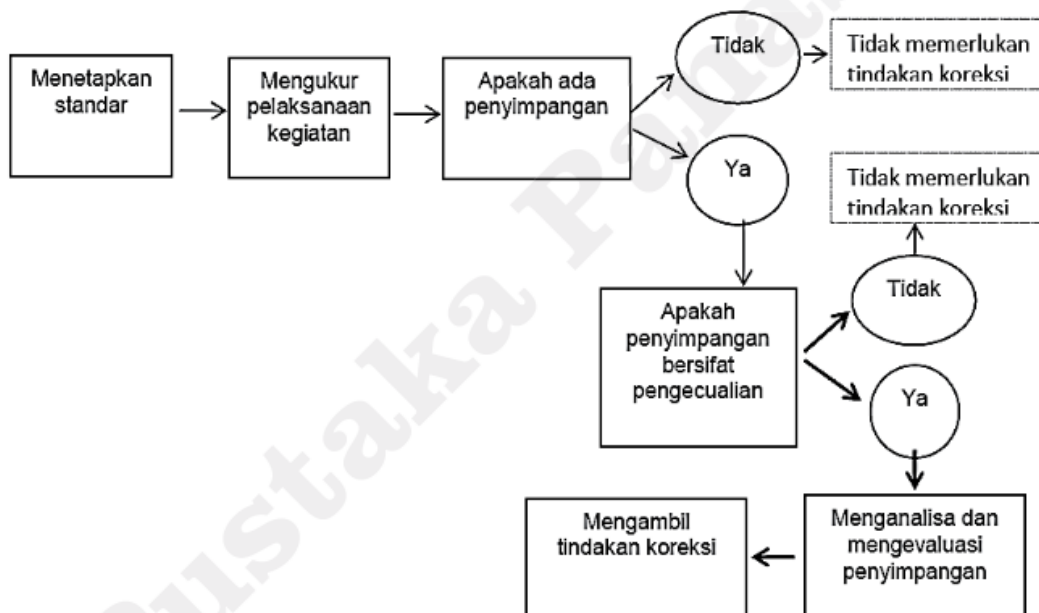 Menetapkan
standar
Mengukur
pelaksanaan
kegiatan
Apakah ada
penyimpangan
Tidak
Tidak memerlukan
tindakan koreksi
Ya
Tidak memerlukan
tindakan koreksi
Apakah
penyimpangan
bersifat
pengecualian
Tidak
Ya
Menganalisa dan
mengevaluasi
penyimpangan
Mengambil
tindakan koreksi
Pustaka